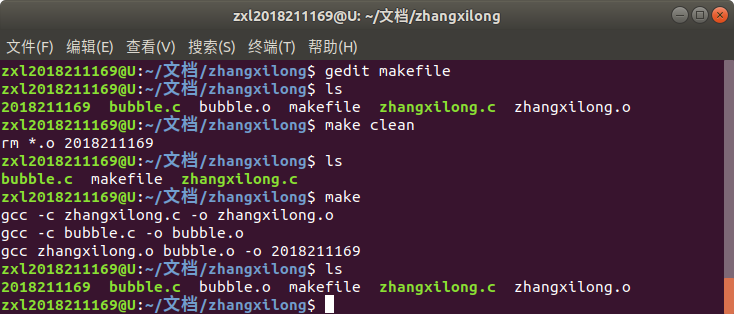 zxl2018211169@U: ~/文档/zhangxilong
文件(F) 编辑(E) 查看(V) 搜索(S) 终端(T) 帮助(H)
zxl2018211169@U:~/文档/zhangxilong$ gedit makefile
zxl2018211169@U:~/文档/zhangxilong$ ls
2018211169 bubble.c bubble.o makefile zhangxilong.c zhangxilong.o
zxl2018211169@U:~/文档/zhangxilong$ make clean
rm *.o 2018211169
zxl2018211169@U:~/文档/zhangxilong$ ls
bubble.c makefile zhangxilong.c
zxl2018211169@U:~/文档/zhangxilong$ make
gcc -c zhangxilong.c -o zhangxilong.o
gcc -c bubble.c -o bubble.o
gcc zhangxilong.o bubble.o -o 2018211169
zxl2018211169@U:~/文档/zhangxilong$ ls
2018211169 bubble.c bubble.o makefile zhangxilong.c zhangxilong.o
zxl2018211169@U:~/文档/zhangxilong$